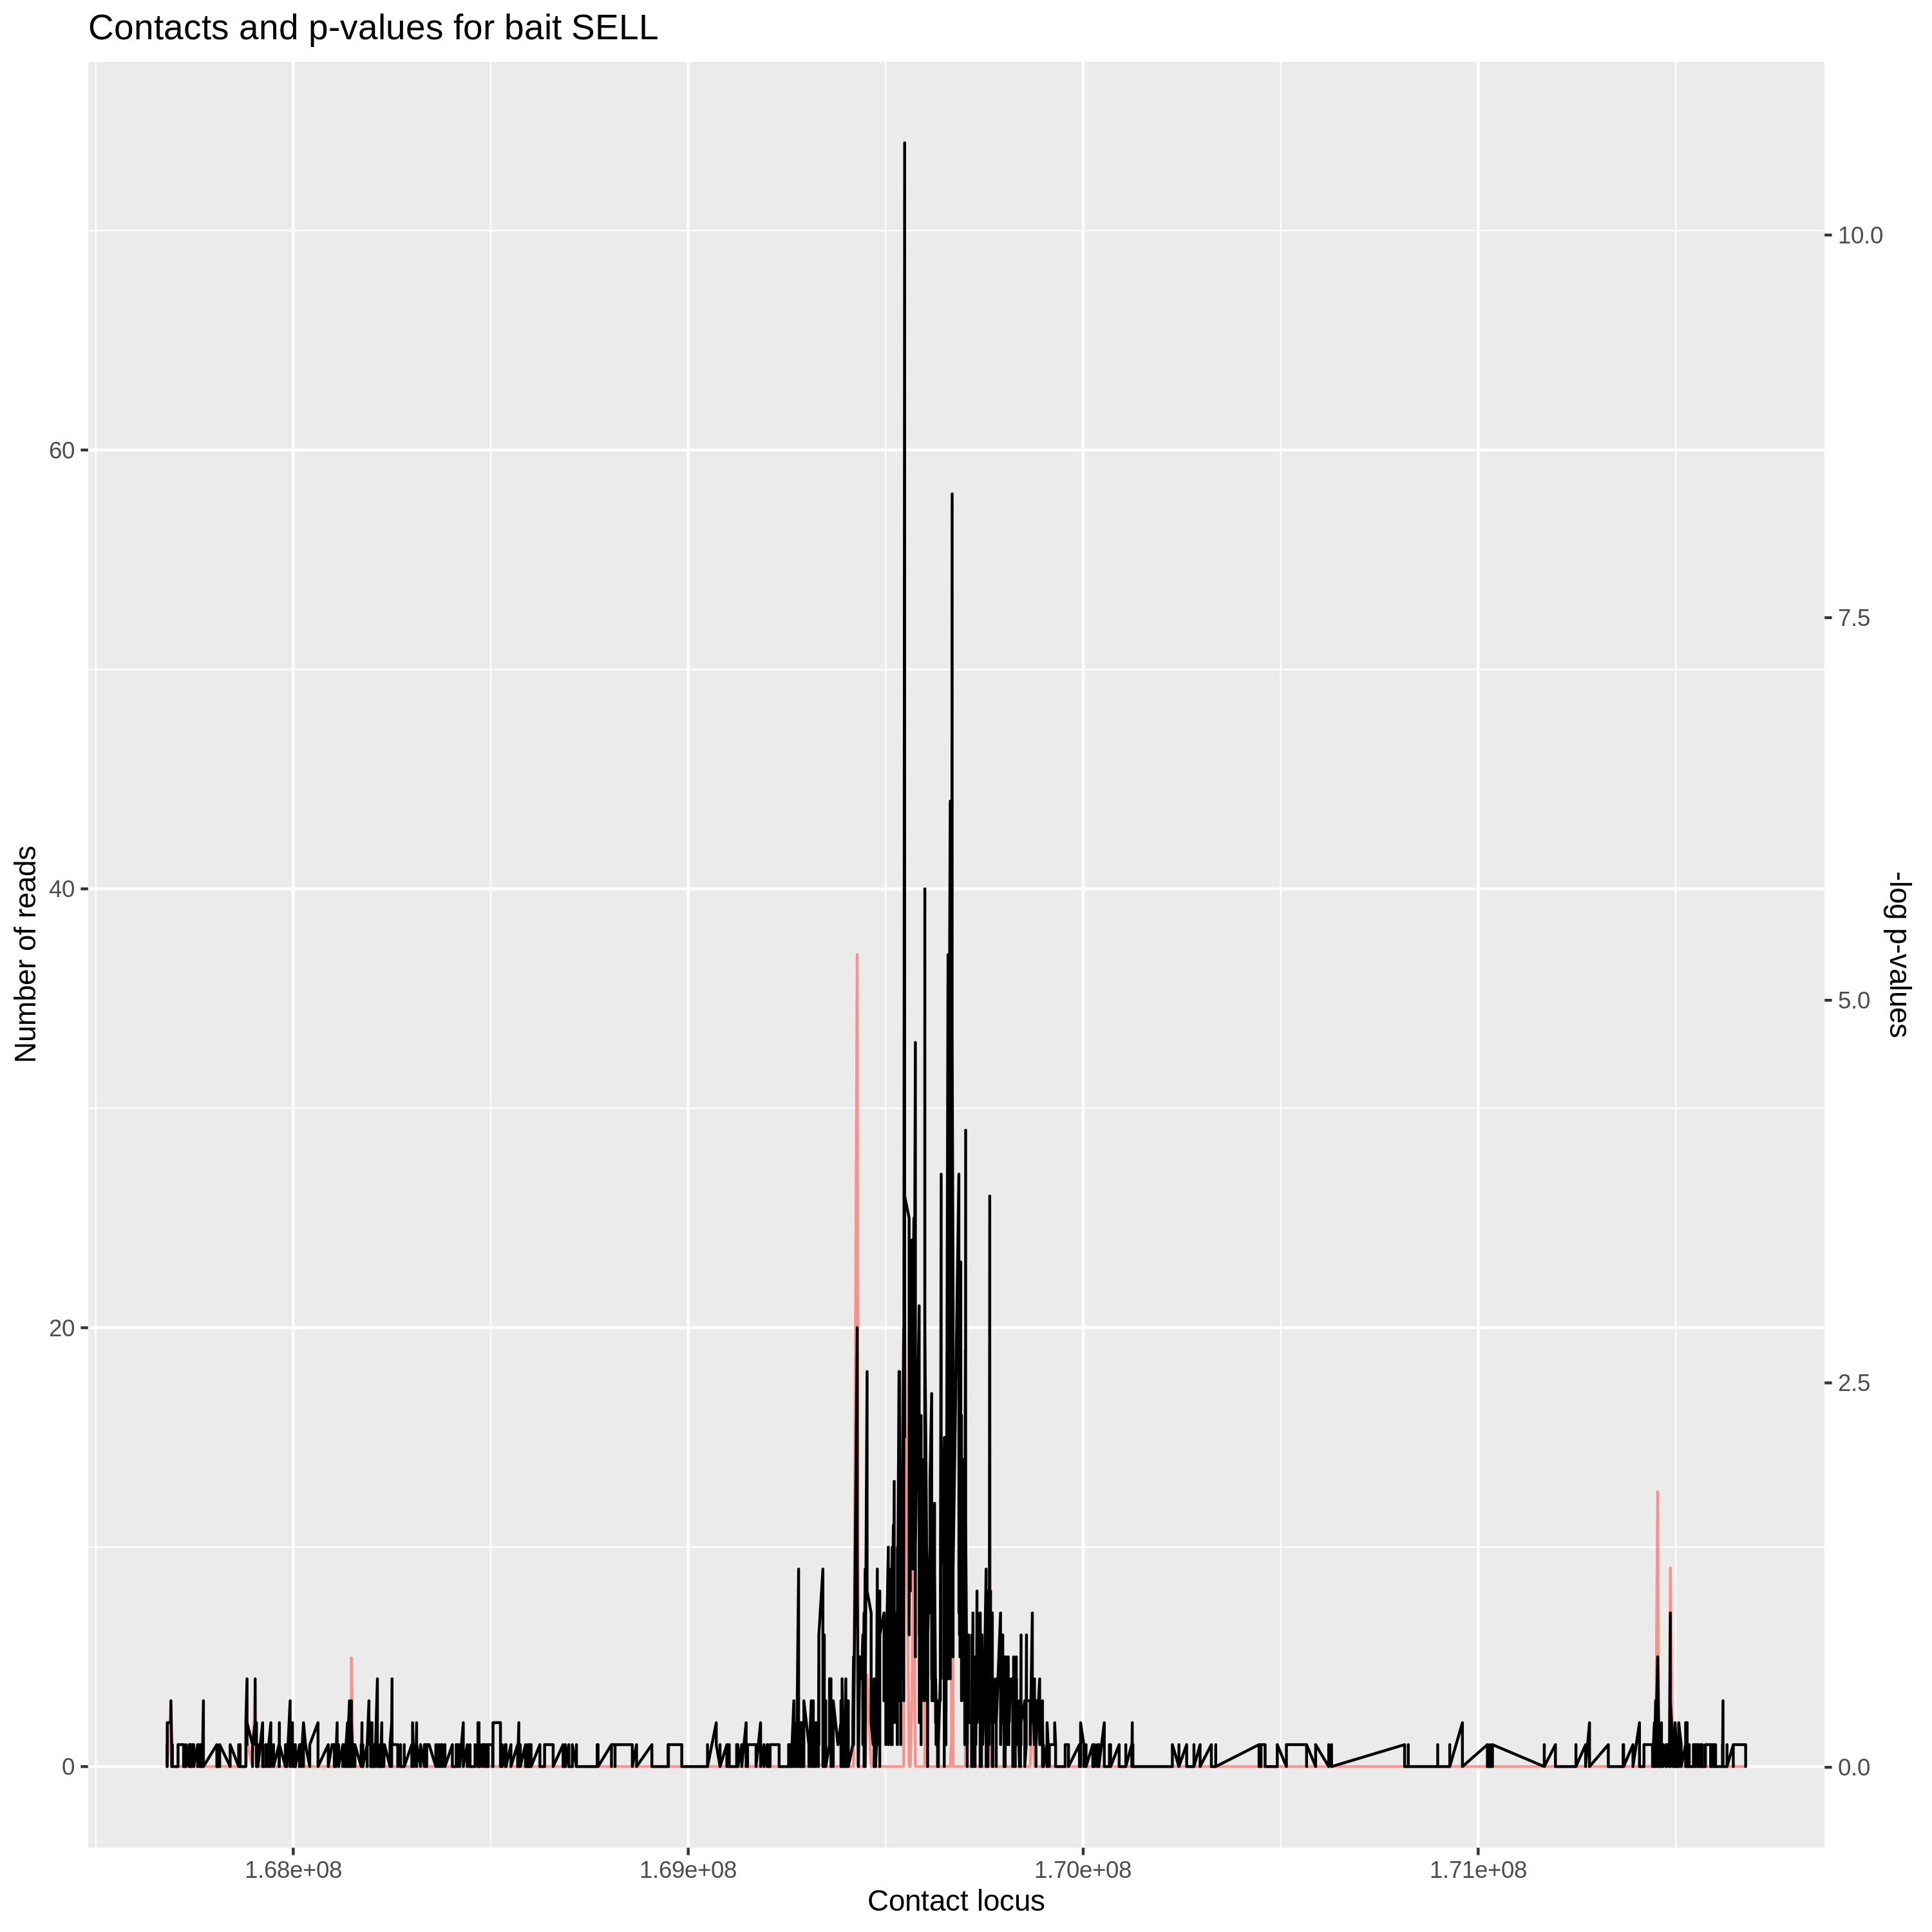 Contacts and p-values for bait SELL
Number of reads
60
40
20
0
10.0
7.5
5.0
2.5
0.0
-log p-values
1.68e+08
1.69e+08
1.70e+08
1.71e+08
Contact locus